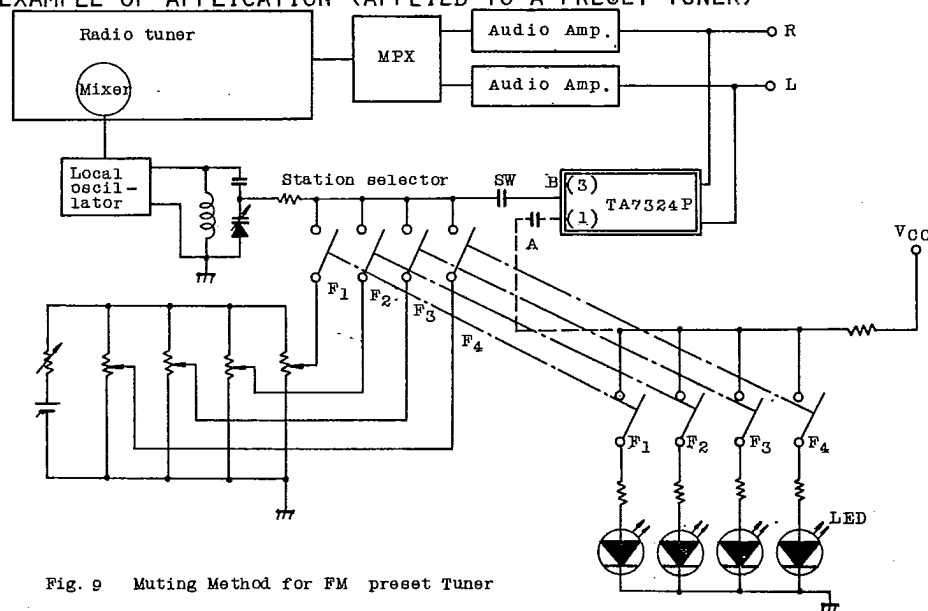 EXAMPLE OF APPLICATION (APPLIED TO A PRESET TUNER)
Radio tuner
Mixer
MPX
Audio Amp.
R
Audio Amp.
L
Local
oscil-
lator
Station selector
SW
B
(3)
(1)
TA7324P
A
VCC
F1
F2
F3
F4
F1
F2
F3
F4
LED
Fig. 9 Muting Method for FM preset Tuner